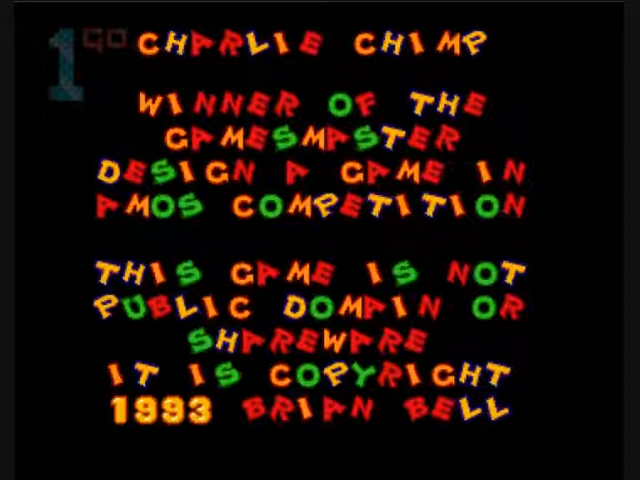 1GO
CHARLIE CHIMP
WINNER OF THE
GAMESMASTER
DESIGN A GAME IN
AMOS COMPETITION
THIS GAME IS NOT
PUBLIC DOMAIN OR
SHAREWARE
IT IS COPYRIGHT
1993 BRIAN BELL